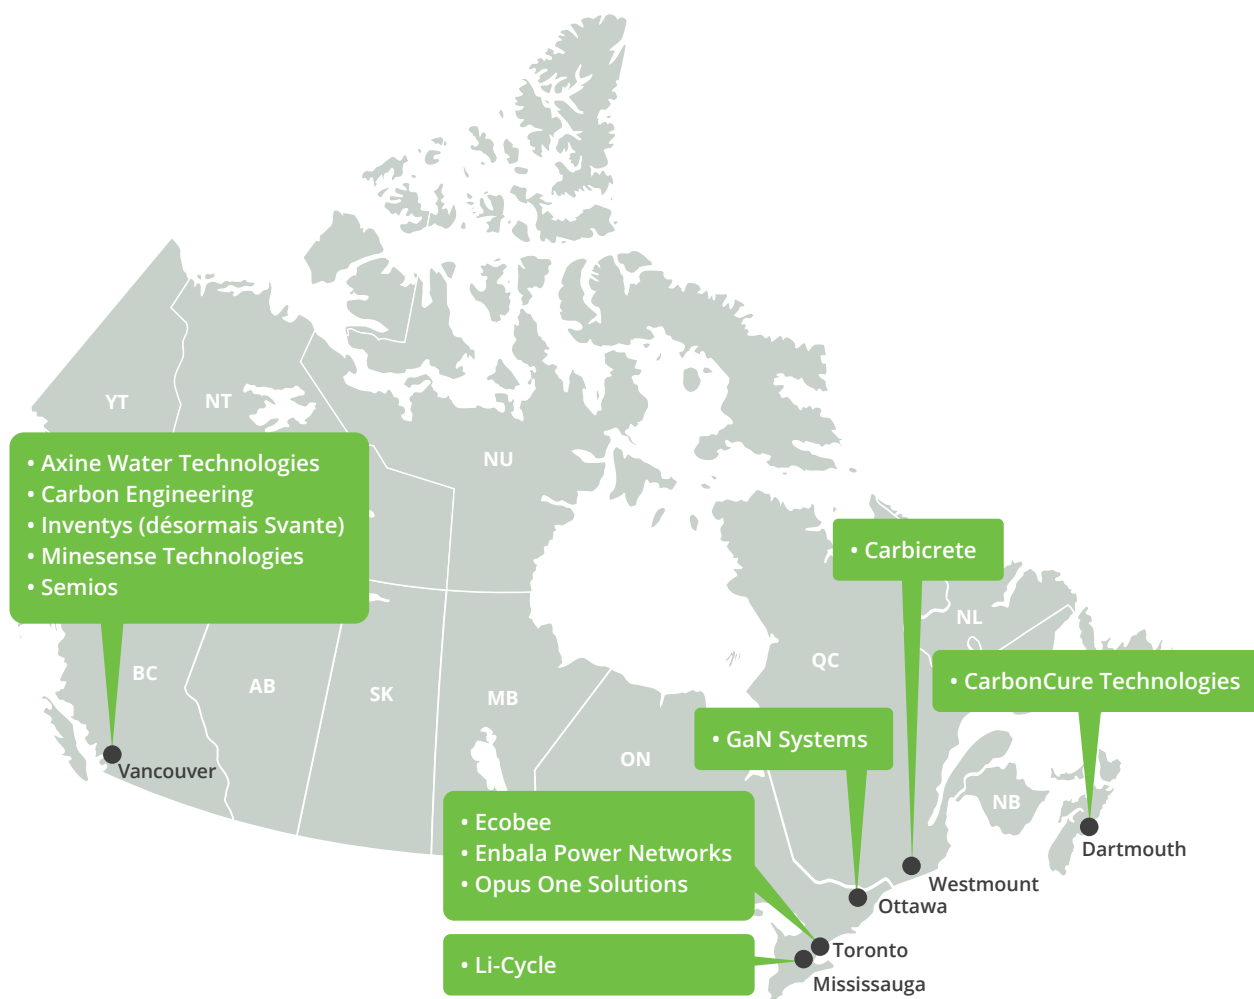 YT
NT
NU
• Axine Water Technologies
• Carbon Engineering
• Inventys (désormais Svante)
• Minesense Technologies
• Semios
• Carbicrete
NL
QC
BC
AB
SK
MB
• CarbonCure Technologies
• GaN Systems
ON
Vancouver
NB
• Ecobee
• Enbala Power Networks
• Opus One Solutions
Dartmouth
Westmount
Ottawa
Toronto
• Li-Cycle
Mississauga